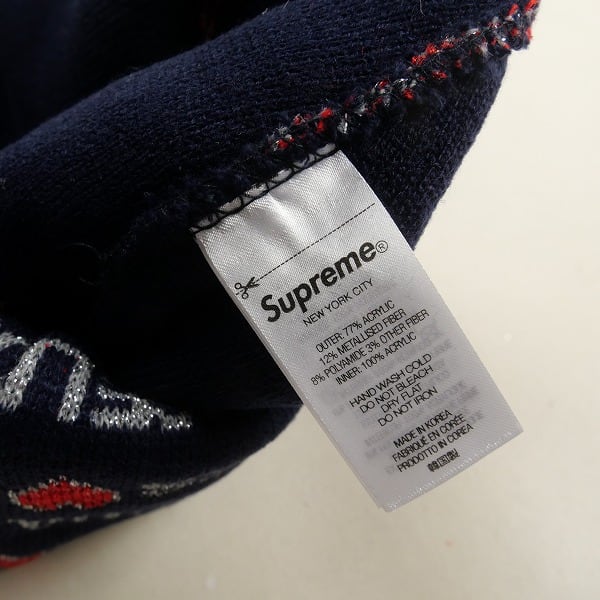 Supreme®
NEW YORK CITY
OUTER: 77% ACRYLIC
12% METALLISED FIBER
8% POLYAMIDE 3% OTHER FIBER
INNER: 100% ACRYLIC
HAND WASH COLD
DO NOT BLEACH
DRY FLAT
DO NOT IRON
MADE IN KOREA
FABRIQUÉ EN CORÉE
PRODOTTO IN COREA